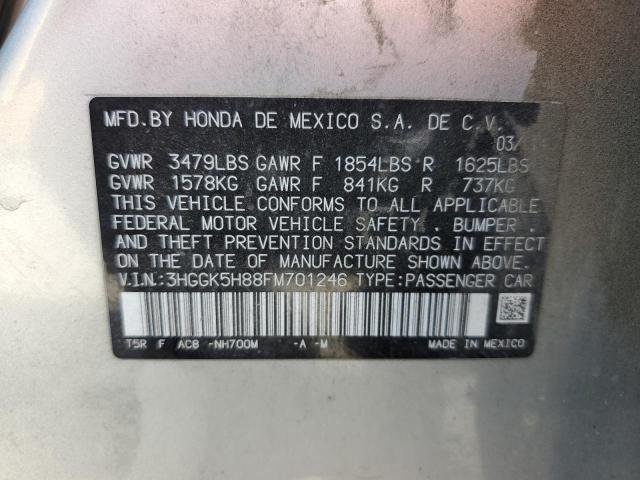 MFD.BY HONDA DE MEXICO S.A. DE C.V.
03/
GVWR 3479LBS GAWR F 1854LBS R 1625LBS
GVWR 1578KG GAWR F 841KG R 737KG
THIS VEHICLE CONFORMS TO ALL APPLICABLE
FEDERAL MOTOR VEHICLE SAFETY . BUMPER .
AND THEFT PREVENTION STANDARDS IN EFFECT
ON THE DATE OF MANUFACTURE SHOWN ABOVE.
V.I.N.:3HGGK5H88FM701246 TYPE:PASSENGER CAR
T5R F AC8 -NH700M -A -M MADE IN MEXICO